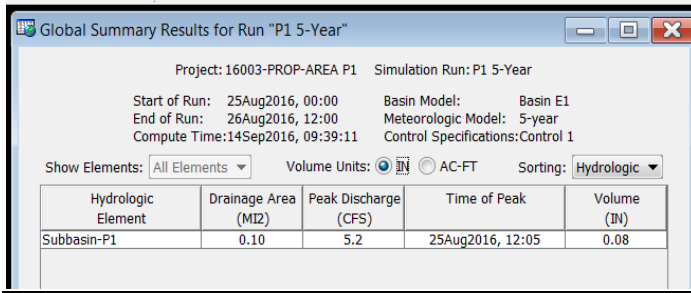 Global Summary Results for Run "P1 5-Year"
Project: 16003-PROP-AREA P1 Simulation Run: P1 5-Year
Start of Run: 25Aug2016, 00:00 Basin Model: Basin E1
End of Run: 26Aug2016, 12:00 Meteorologic Model: 5-year
Compute Time:14Sep2016, 09:39:11 Control Specifications:Control 1
Show Elements: All Elements Volume Units: IN AC-FT Sorting: Hydrologic
Hydrologic Drainage Area Peak Discharge Time of Peak Volume
Element (MI2) (CFS) (IN)
Subbasin-P1 0.10 5.2 25Aug2016, 12:05 0.08